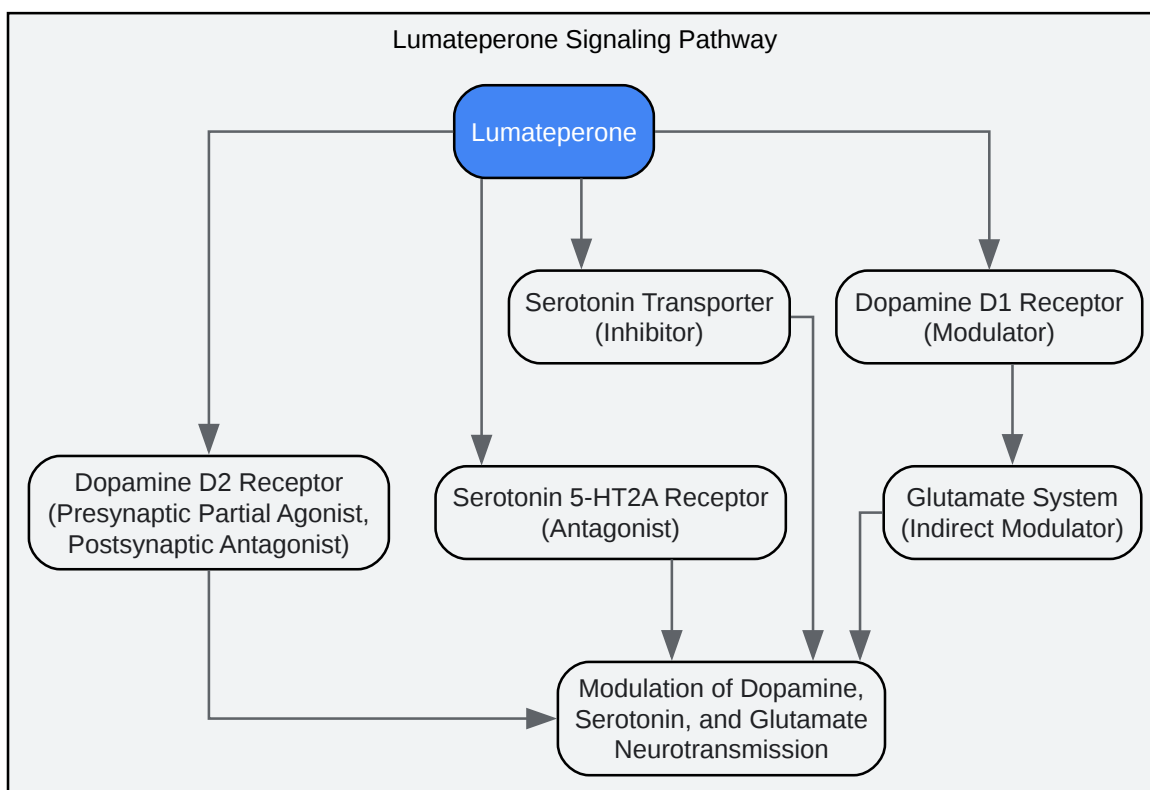 Lumateperone Signaling Pathway
Lumateperone
Serotonin Transporter
(Inhibitor)
Dopamine D1 Receptor
(Modulator)
Dopamine D2 Receptor
(Presynaptic Partial Agonist,
Postsynaptic Antagonist)
Serotonin 5-HT2A Receptor
(Antagonist)
Glutamate System
(Indirect Modulator)
Modulation of Dopamine,
Serotonin, and Glutamate
Neurotransmission